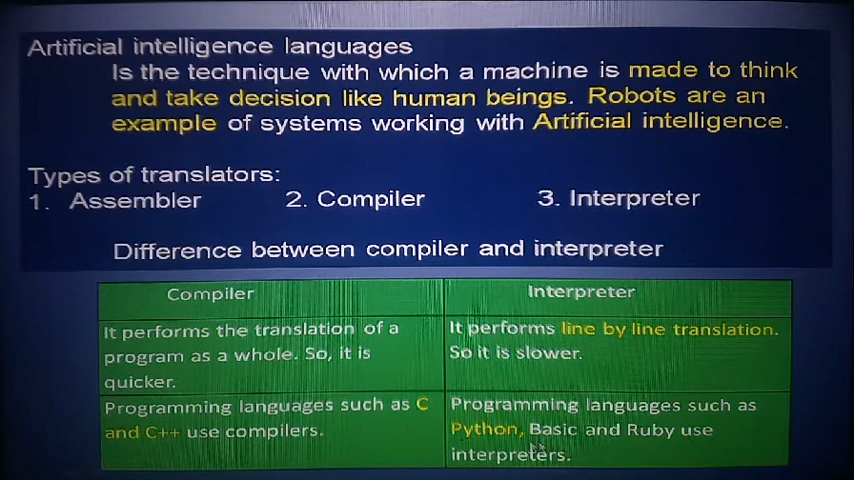 Artificial intelligence languages
Is the technique with which a machine is made to think
and take decision like human beings. Robots are an
example of systems working with Artificial intelligence.
Types of translators:
1. Assembler 2. Compiler 3. Interpreter
Difference between compiler and interpreter
Compiler Interpreter
It performs the translation of a
program as a whole. So, it is
quicker.
It performs line by line translation.
So it is slower.
Programming languages such as C
and C++ use compilers.
Programming languages such as
Python, Basic and Ruby use
interpreters.